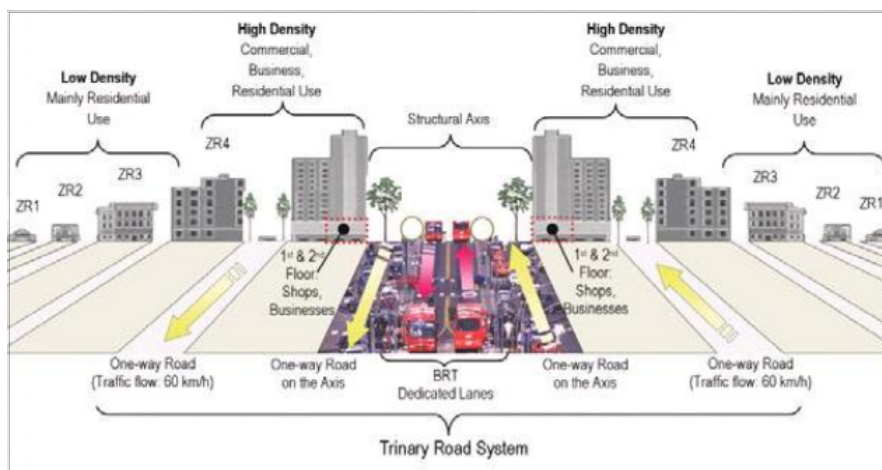 High Density
Commercial,
Business,
Residential Use
High Density
Commercial,
Business,
Residential Use
Low Density
Mainly Residential
Use
Low Density
Mainly Residential
Use
Structural Axis
ZR4
ZR4
ZR3
ZR2
ZR1
ZR3
ZR2
ZR1
1st & 2nd
Floor:
Shops,
Businesses
1st & 2nd
Floor:
Shops,
Businesses
One-way Road
(Traffic flow: 60 km/h)
One-way Road
on the Axis
BRT
Dedicated Lanes
One-way Road
on the Axis
One-way Road
(Traffic flow: 60 km/h)
Trinary Road System